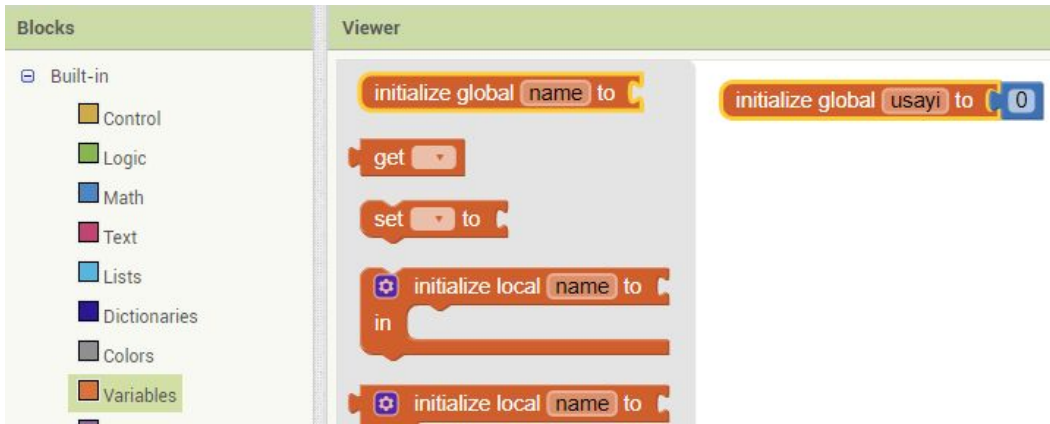 Blocks
Viewer
Built-in
Control
Logic
Math
Text
Lists
Dictionaries
Colors
Variables
initialize global name to
get
set to
initialize local name to
in
initialize local name to
initialize global usayi to 0